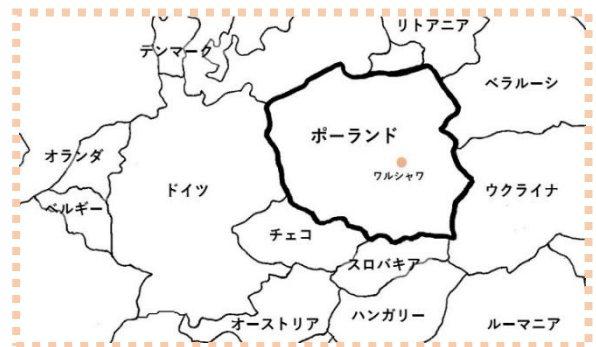 リトアニア
デンマーク
ベラルーシ
ポーランド
オランダ
ワルシャワ
ドイツ
ウクライナ
ベルギー
チェコ
スロバキア
オーストリア
ハンガリー
ルーマニア